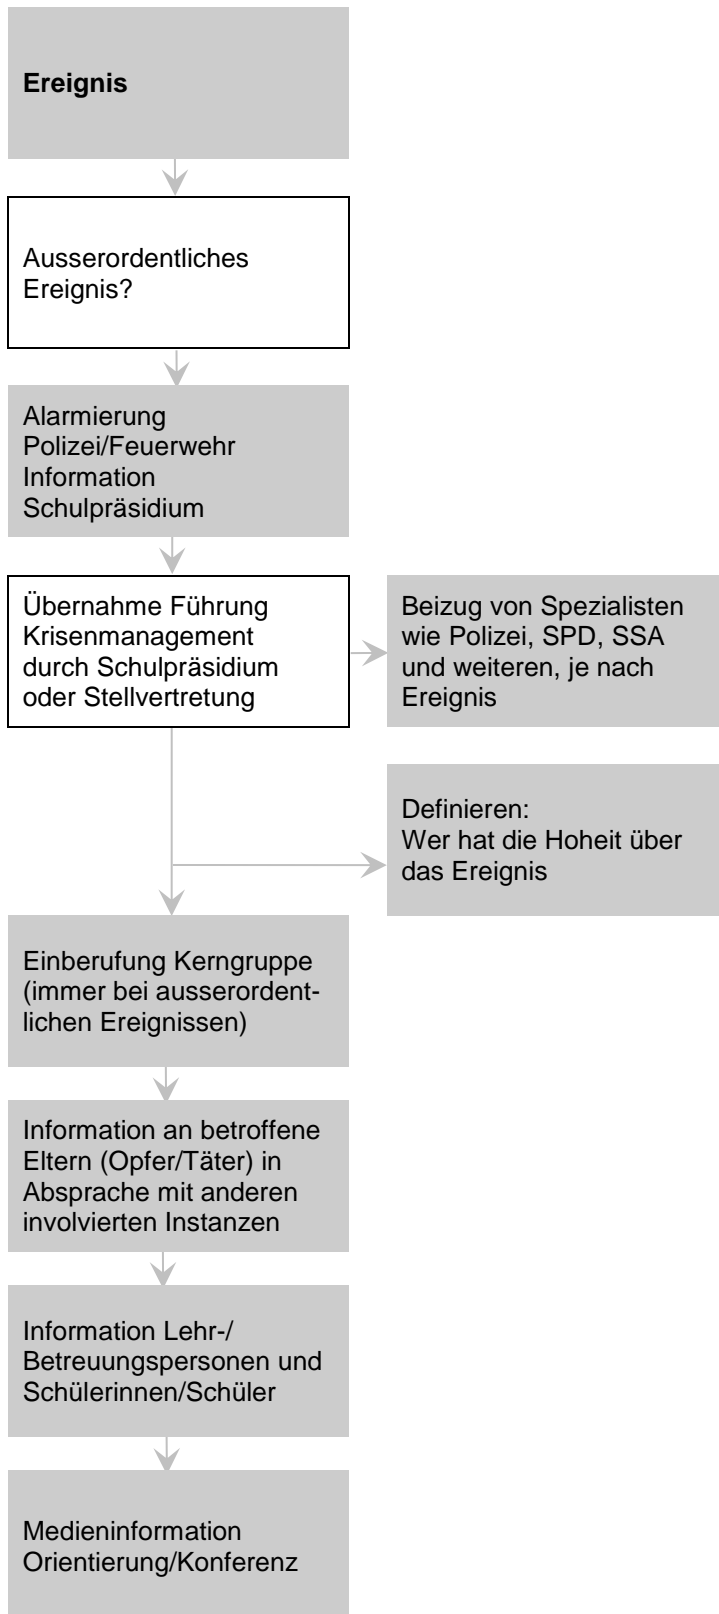 Ereignis
Ausserordentliches
Ereignis?
Alarmierung
Polizei/Feuerwehr
Information
Schulpräsidium
Übernahme Führung
Krisenmanagement
durch Schulpräsidium
oder Stellvertretung
Beizug von Spezialisten
wie Polizei, SPD, SSA
und weiteren, je nach
Ereignis
Definieren:
Wer hat die Hoheit über
das Ereignis
Einberufung Kerngruppe
(immer bei ausserordent-
lichen Ereignissen)
Information an betroffene
Eltern (Opfer/Täter) in
Absprache mit anderen
involvierten Instanzen
Information Lehr-/
Betreuungspersonen und
Schülerinnen/Schüler
Medieninformation
Orientierung/Konferenz